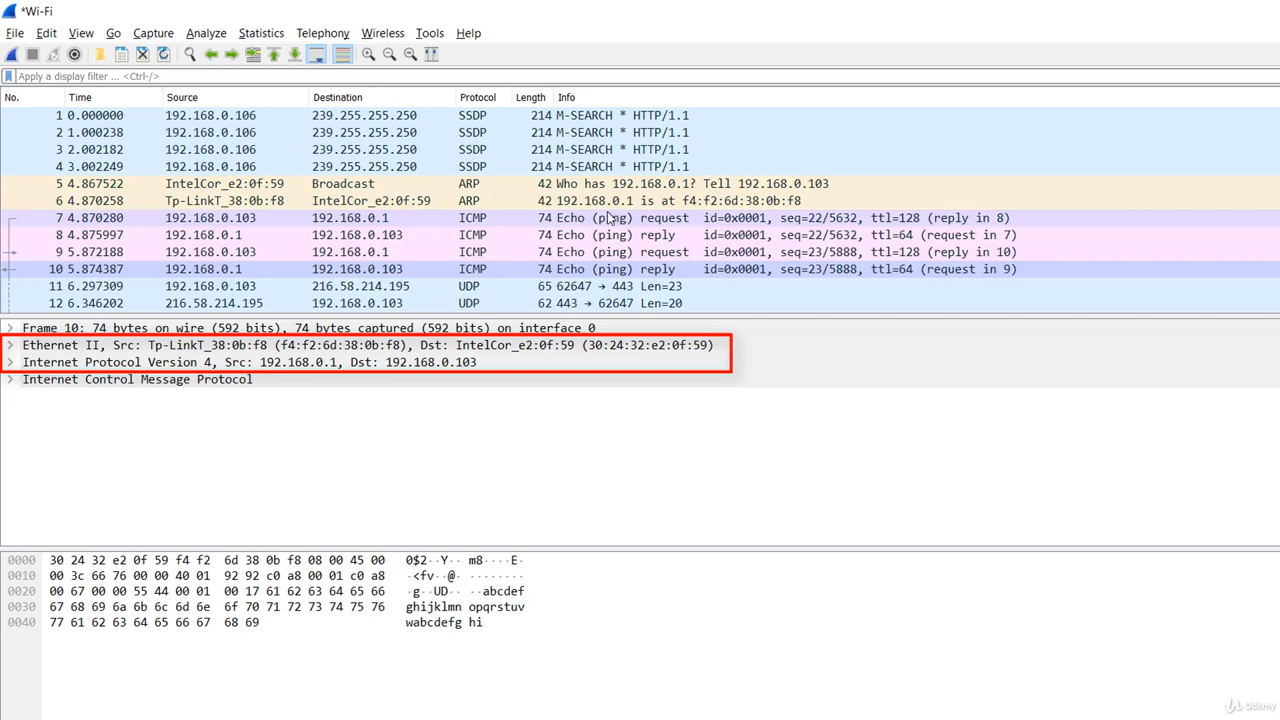 *Wi-Fi
File Edit View Go Capture Analyze Statistics Telephony Wireless Tools Help
Apply a display filter ... <Ctrl-/>
No. Time Source Destination Protocol Length Info
1 0.000000 192.168.0.106 239.255.255.250 SSDP 214 M-SEARCH * HTTP/1.1
2 1.000238 192.168.0.106 239.255.255.250 SSDP 214 M-SEARCH * HTTP/1.1
3 2.002182 192.168.0.106 239.255.255.250 SSDP 214 M-SEARCH * HTTP/1.1
4 3.002249 192.168.0.106 239.255.255.250 SSDP 214 M-SEARCH * HTTP/1.1
5 4.867522 IntelCor_e2:0f:59 Broadcast ARP 42 Who has 192.168.0.1? Tell 192.168.0.103
6 4.870258 Tp-LinkT_38:0b:f8 IntelCor_e2:0f:59 ARP 42 192.168.0.1 is at f4:f2:6d:38:0b:f8
7 4.870280 192.168.0.103 192.168.0.1 ICMP 74 Echo (ping) request id=0x0001, seq=22/5632, ttl=128 (reply in 8)
8 4.875997 192.168.0.1 192.168.0.103 ICMP 74 Echo (ping) reply id=0x0001, seq=22/5632, ttl=64 (request in 7)
9 5.872188 192.168.0.103 192.168.0.1 ICMP 74 Echo (ping) request id=0x0001, seq=23/5888, ttl=128 (reply in 10)
10 5.874387 192.168.0.1 192.168.0.103 ICMP 74 Echo (ping) reply id=0x0001, seq=23/5888, ttl=64 (request in 9)
11 6.297309 192.168.0.103 216.58.214.195 UDP 65 62647 → 443 Len=23
12 6.346202 216.58.214.195 192.168.0.103 UDP 62 443 → 62647 Len=20
Frame 10: 74 bytes on wire (592 bits), 74 bytes captured (592 bits) on interface 0
Ethernet II, Src: Tp-LinkT_38:0b:f8 (f4:f2:6d:38:0b:f8), Dst: IntelCor_e2:0f:59 (30:24:32:e2:0f:59)
Internet Protocol Version 4, Src: 192.168.0.1, Dst: 192.168.0.103
Internet Control Message Protocol
0000 30 24 32 e2 0f 59 f4 f2 6d 38 0b f8 08 00 45 00 0$2··Y·· m8····E·
0010 00 3c 66 76 00 00 40 01 92 92 c0 a8 00 01 c0 a8 ·<fv··@· ········
0020 00 67 00 00 55 44 00 01 00 17 61 62 63 64 65 66 ·g··UD·· ··abcdef
0030 67 68 69 6a 6b 6c 6d 6e 6f 70 71 72 73 74 75 76 ghijklmn opqrstuv
0040 77 61 62 63 64 65 66 67 68 69 wabcdefg hi
Udemy